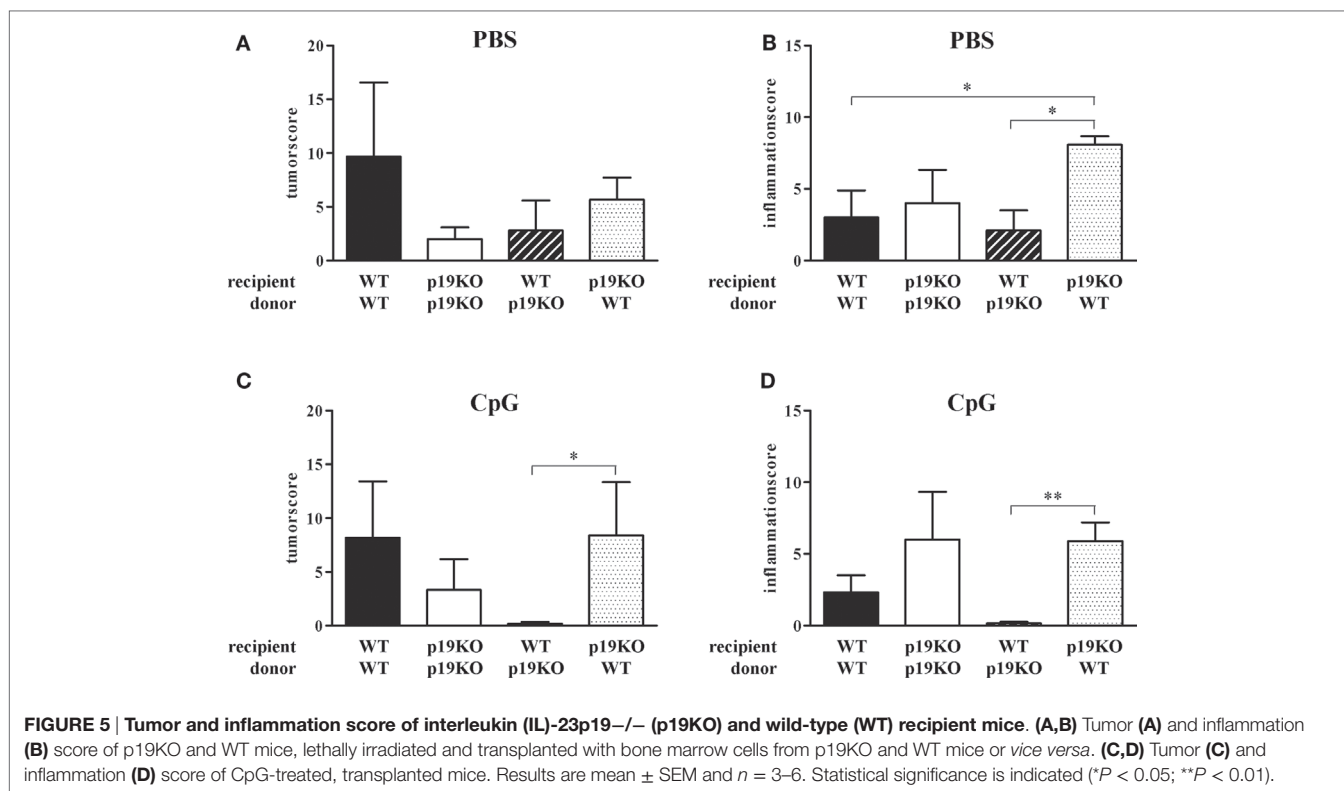 A
PBS
20
15
10
5
0
tumorscore
recipient WT p19KO WT p19KO
donor WT p19KO p19KO WT
B
PBS
15
10
5
0
inflammationscore
*
*
recipient WT p19KO WT p19KO
donor WT p19KO p19KO WT
C
CpG
20
15
10
5
0
tumorscore
*
recipient WT p19KO WT p19KO
donor WT p19KO p19KO WT
D
CpG
15
10
5
0
inflammationscore
**
recipient WT p19KO WT p19KO
donor WT p19KO p19KO WT
FIGURE 5 | Tumor and inflammation score of interleukin (IL)-23p19−/− (p19KO) and wild-type (WT) recipient mice. (A,B) Tumor (A) and inflammation
(B) score of p19KO and WT mice, lethally irradiated and transplanted with bone marrow cells from p19KO and WT mice or vice versa. (C,D) Tumor (C) and
inflammation (D) score of CpG-treated, transplanted mice. Results are mean ± SEM and n = 3–6. Statistical significance is indicated (*P < 0.05; **P < 0.01).